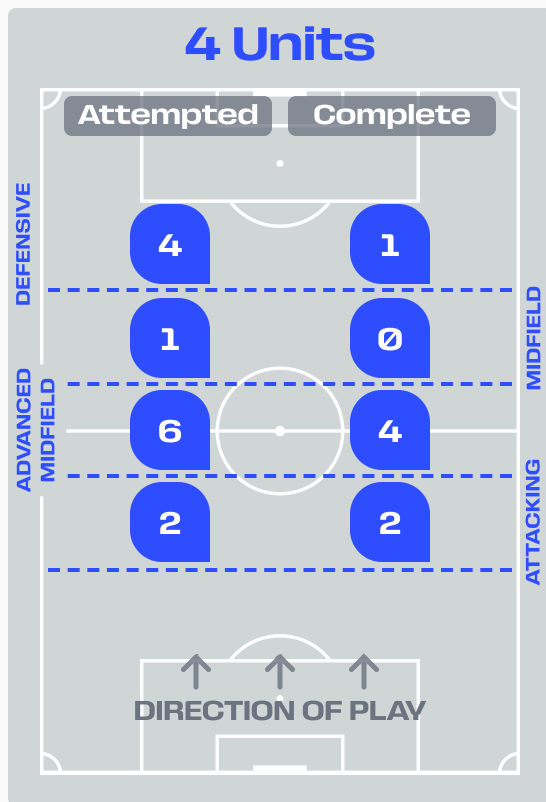 4 Units
Attempted Complete
DEFENSIVE
4 1
MIDFIELD
1 0
ADVANCED
MIDFIELD
6 4
ATTACKING
2 2
DIRECTION OF PLAY